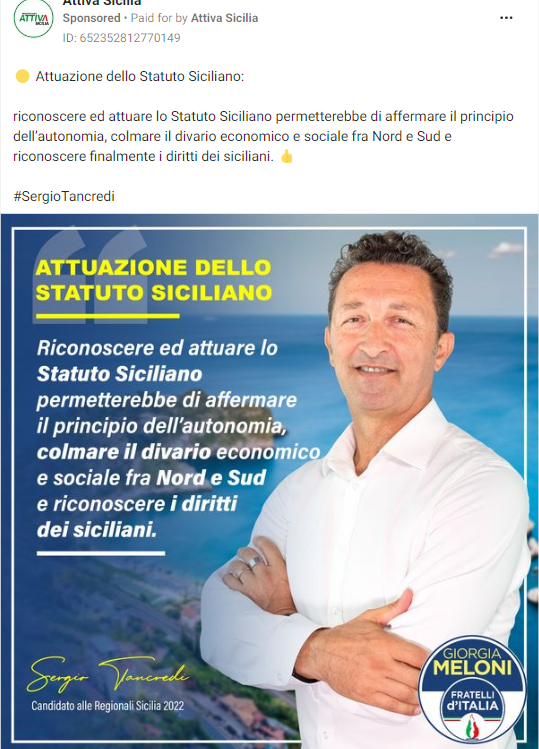 Attiva Sicilia
Sponsored • Paid for by Attiva Sicilia
ATTIVA
SICILIA
ID: 652352812770149
Attuazione dello Statuto Siciliano:
riconoscere ed attuare lo Statuto Siciliano permetterebbe di affermare il principio
dell'autonomia, colmare il divario economico e sociale fra Nord e Sud e
riconoscere finalmente i diritti dei siciliani. 👍
#SergioTancredi
ATTUAZIONE DELLO
STATUTO SICILIANO
Riconoscere ed attuare lo
Statuto Siciliano
permetterebbe di affermare
il principio dell'autonomia,
colmare il divario economico
e sociale fra Nord e Sud
e riconoscere i diritti
dei siciliani.
Sergio Tancredi
Candidato alle Regionali Sicilia 2022
GIORGIA
MELONI
FRATELLI
d'ITALIA